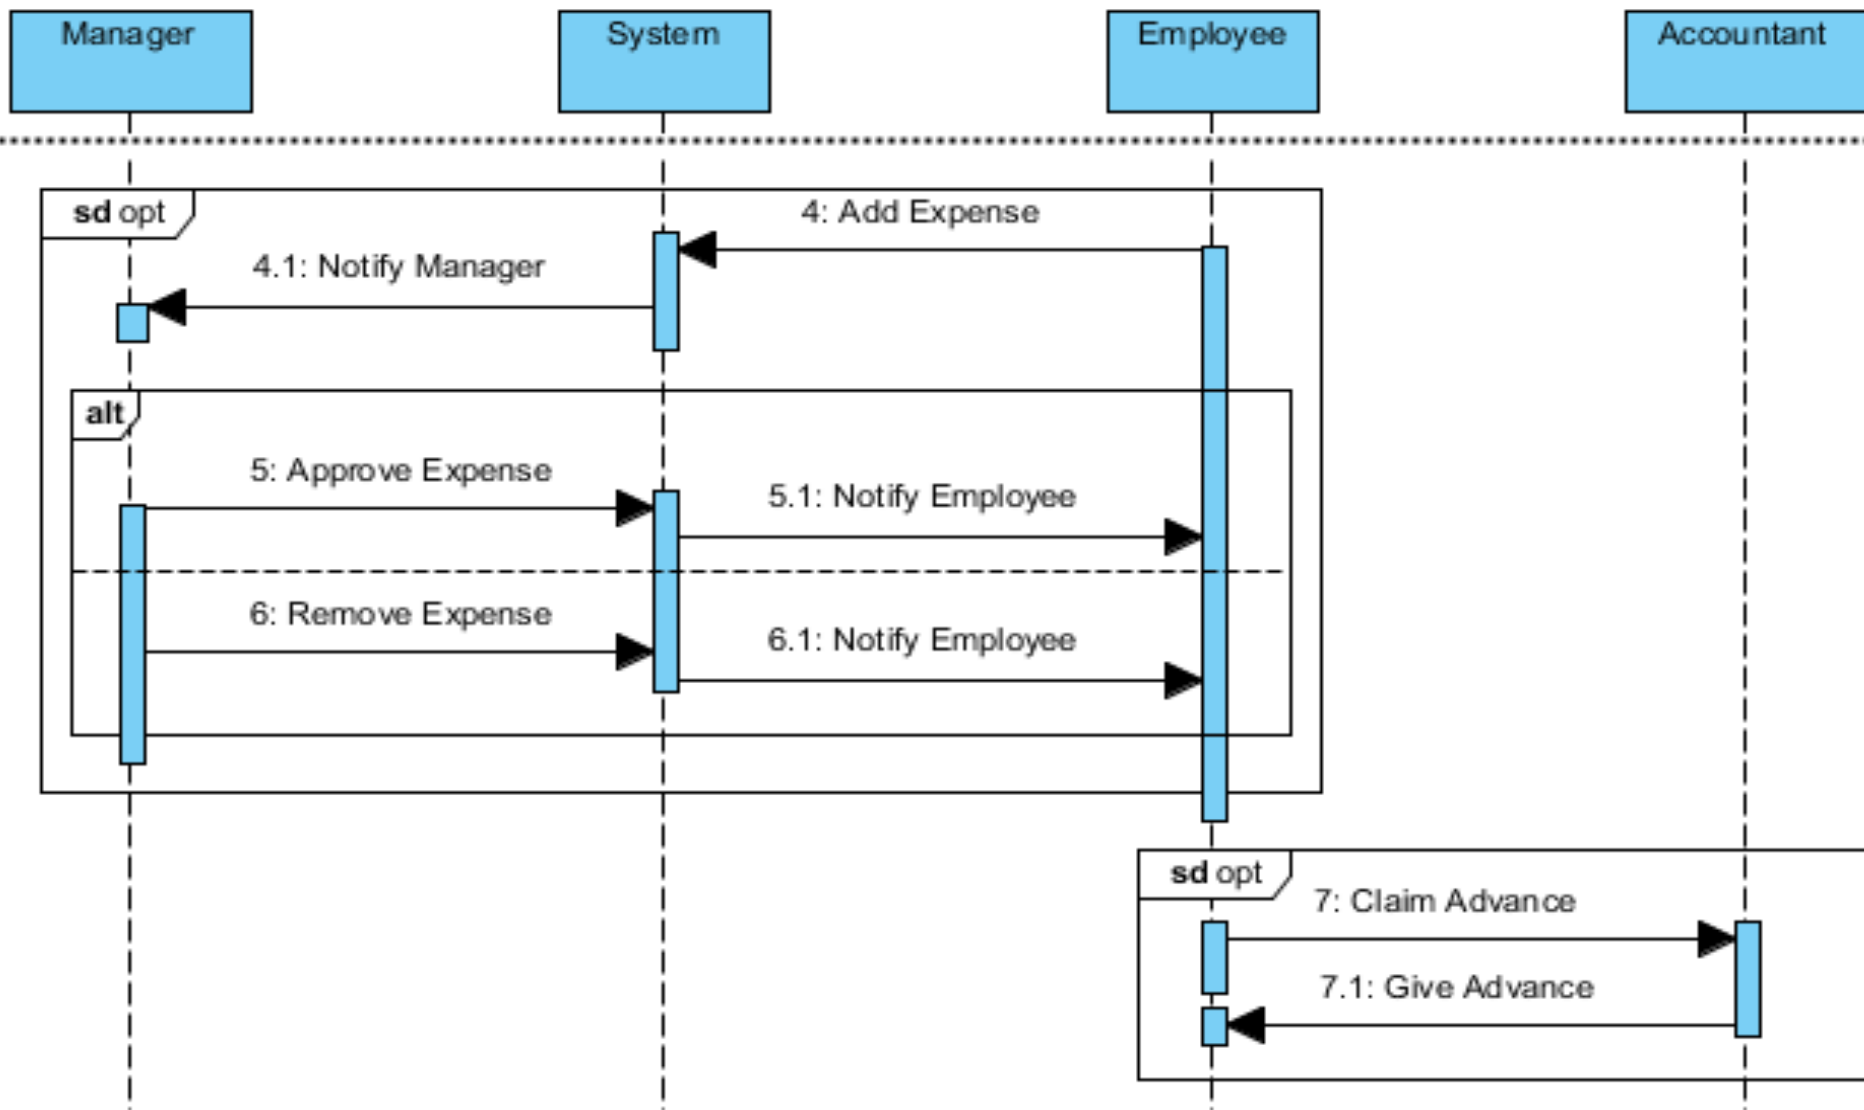 Manager
System
Employee
Accountant
sd opt
4: Add Expense
4.1: Notify Manager
alt
5: Approve Expense
5.1: Notify Employee
6: Remove Expense
6.1: Notify Employee
sd opt
7: Claim Advance
7.1: Give Advance